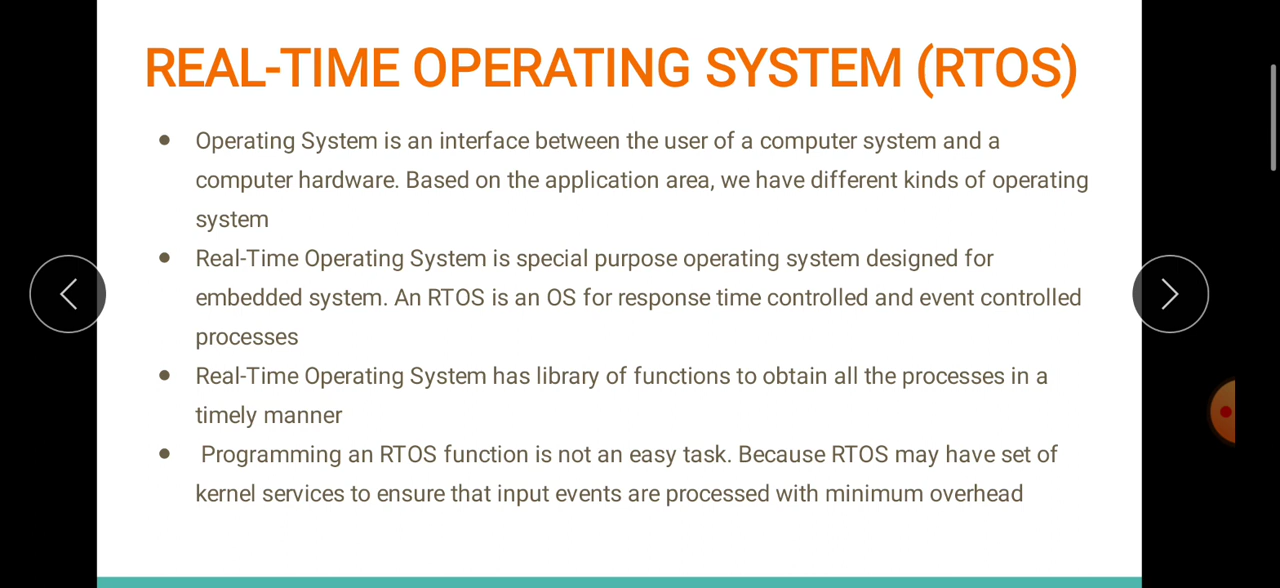 REAL-TIME OPERATING SYSTEM (RTOS)
● Operating System is an interface between the user of a computer system and a
computer hardware. Based on the application area, we have different kinds of operating
system
● Real-Time Operating System is special purpose operating system designed for
embedded system. An RTOS is an OS for response time controlled and event controlled
processes
● Real-Time Operating System has library of functions to obtain all the processes in a
timely manner
● Programming an RTOS function is not an easy task. Because RTOS may have set of
kernel services to ensure that input events are processed with minimum overhead